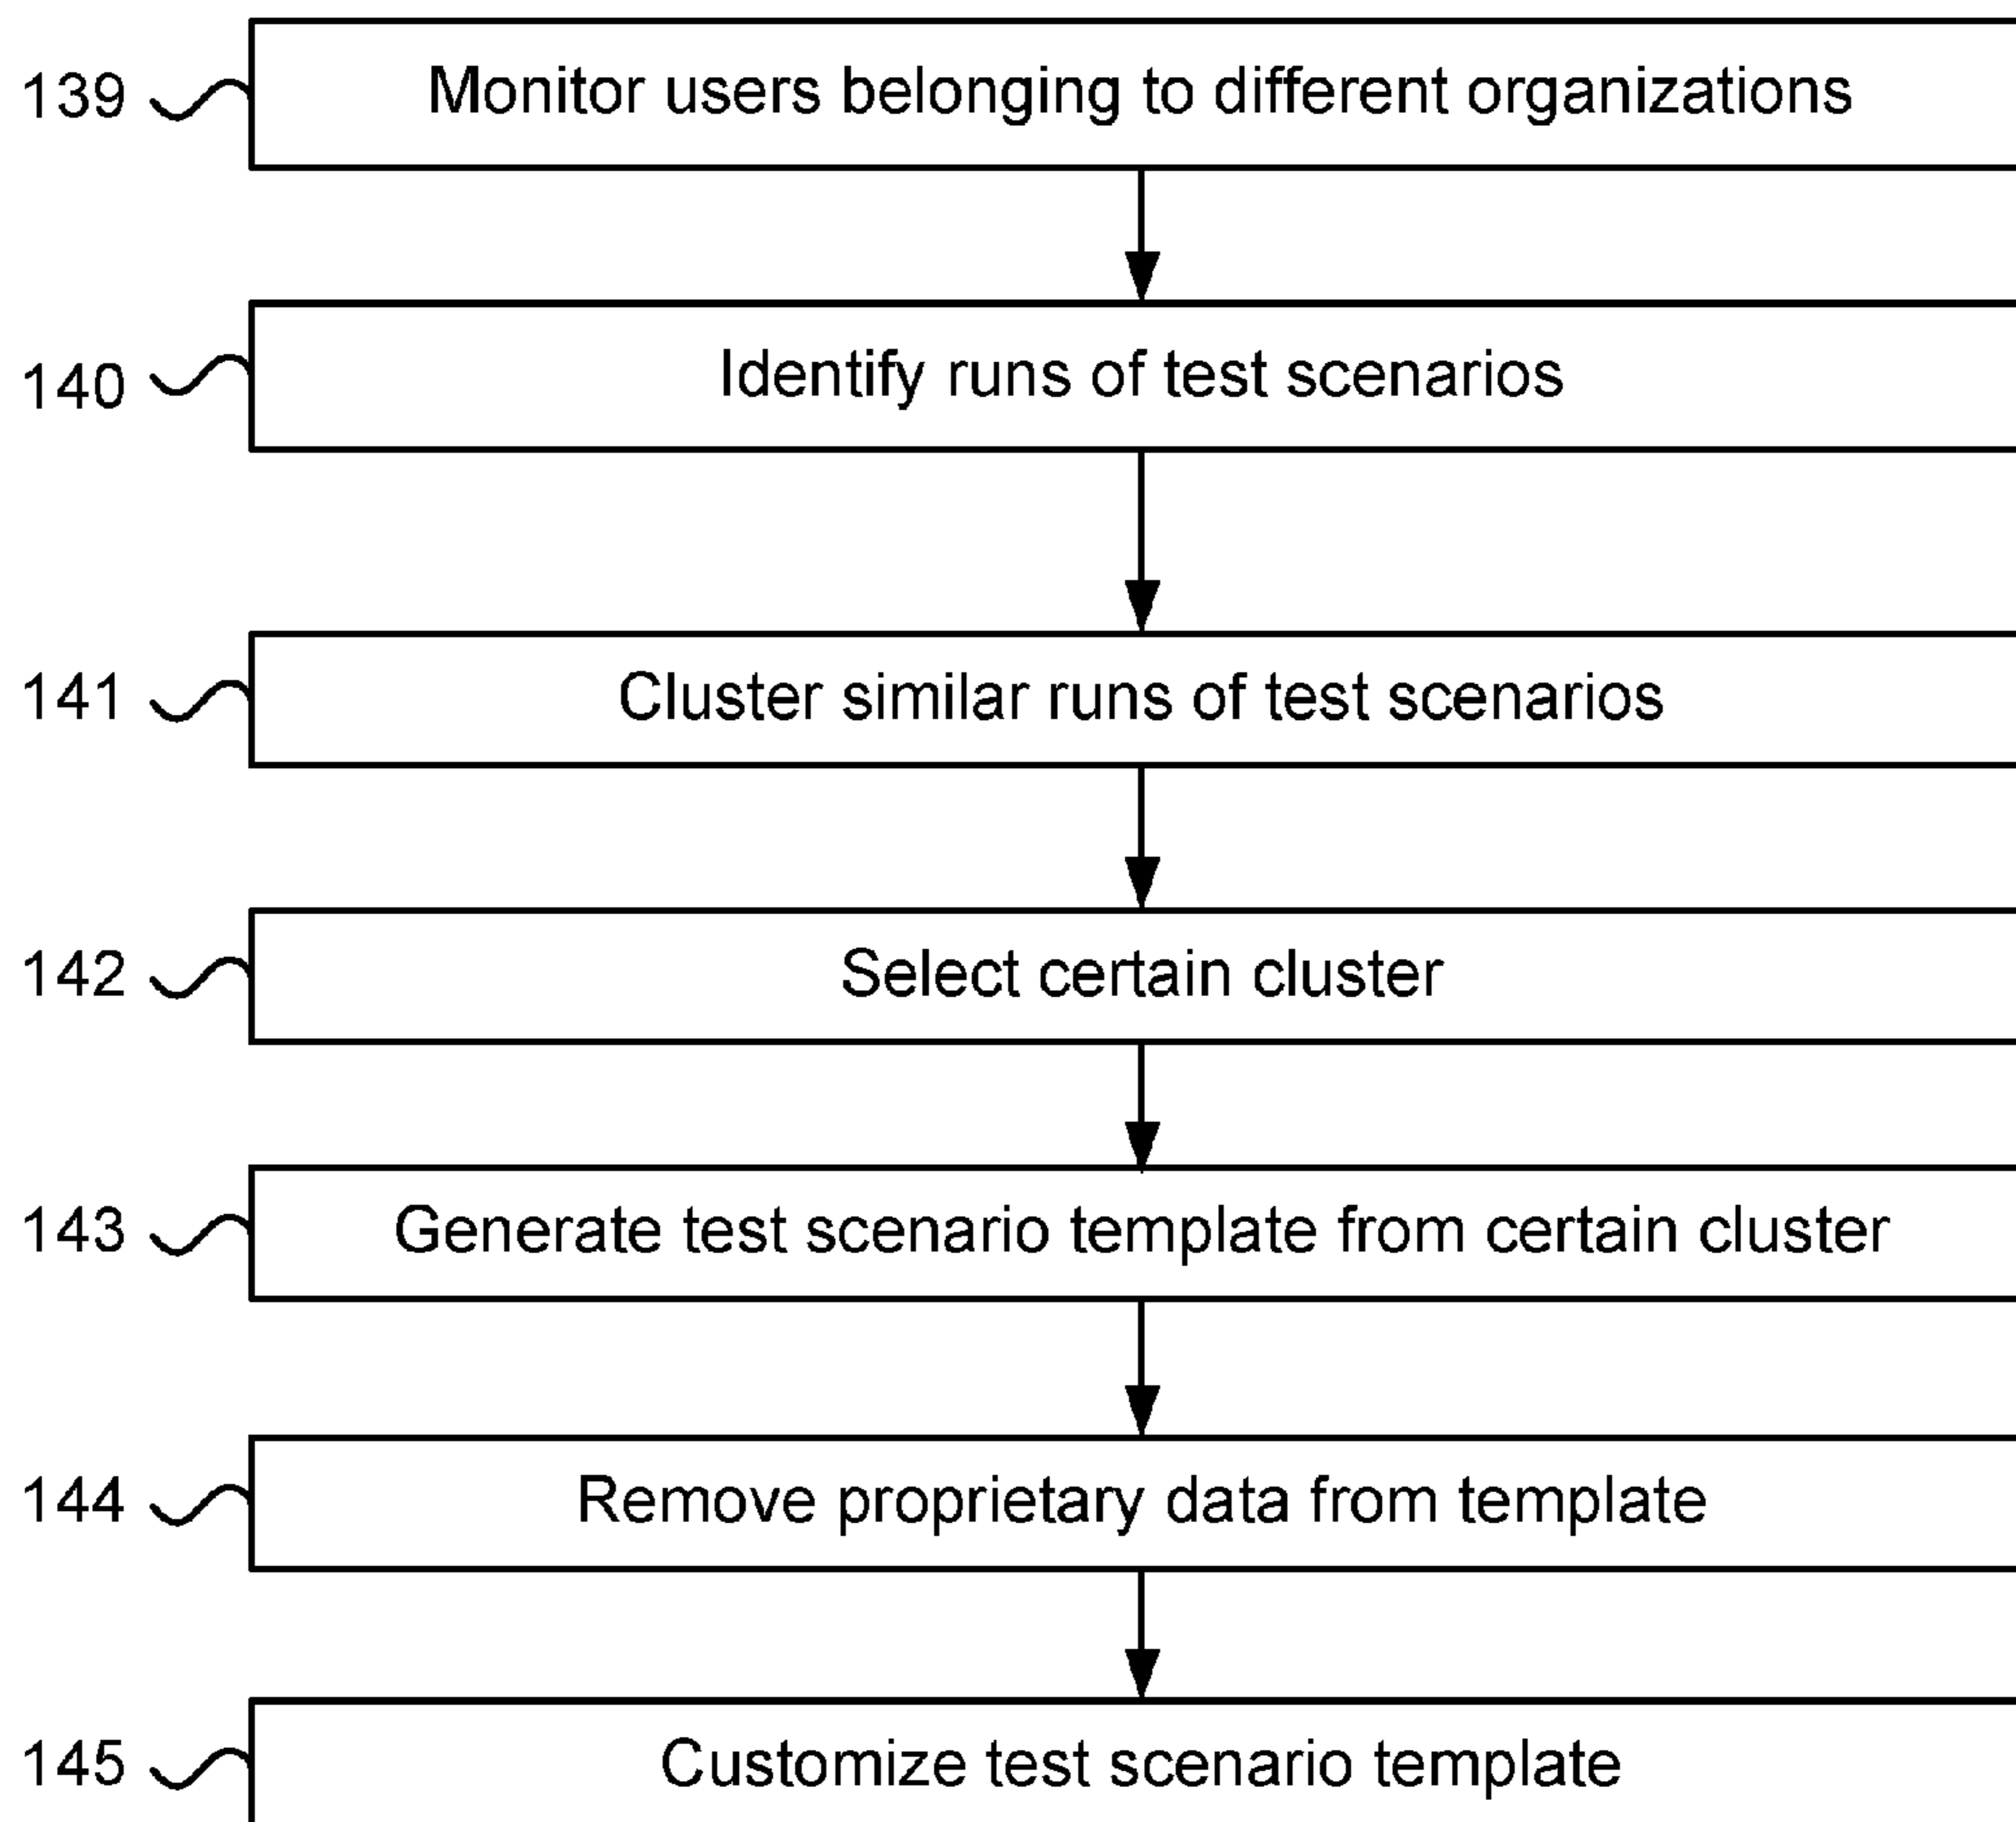 139 Monitor users belonging to different organizations
140 Identify runs of test scenarios
141 Cluster similar runs of test scenarios
142 Select certain cluster
143 Generate test scenario template from certain cluster
144 Remove proprietary data from template
145 Customize test scenario template